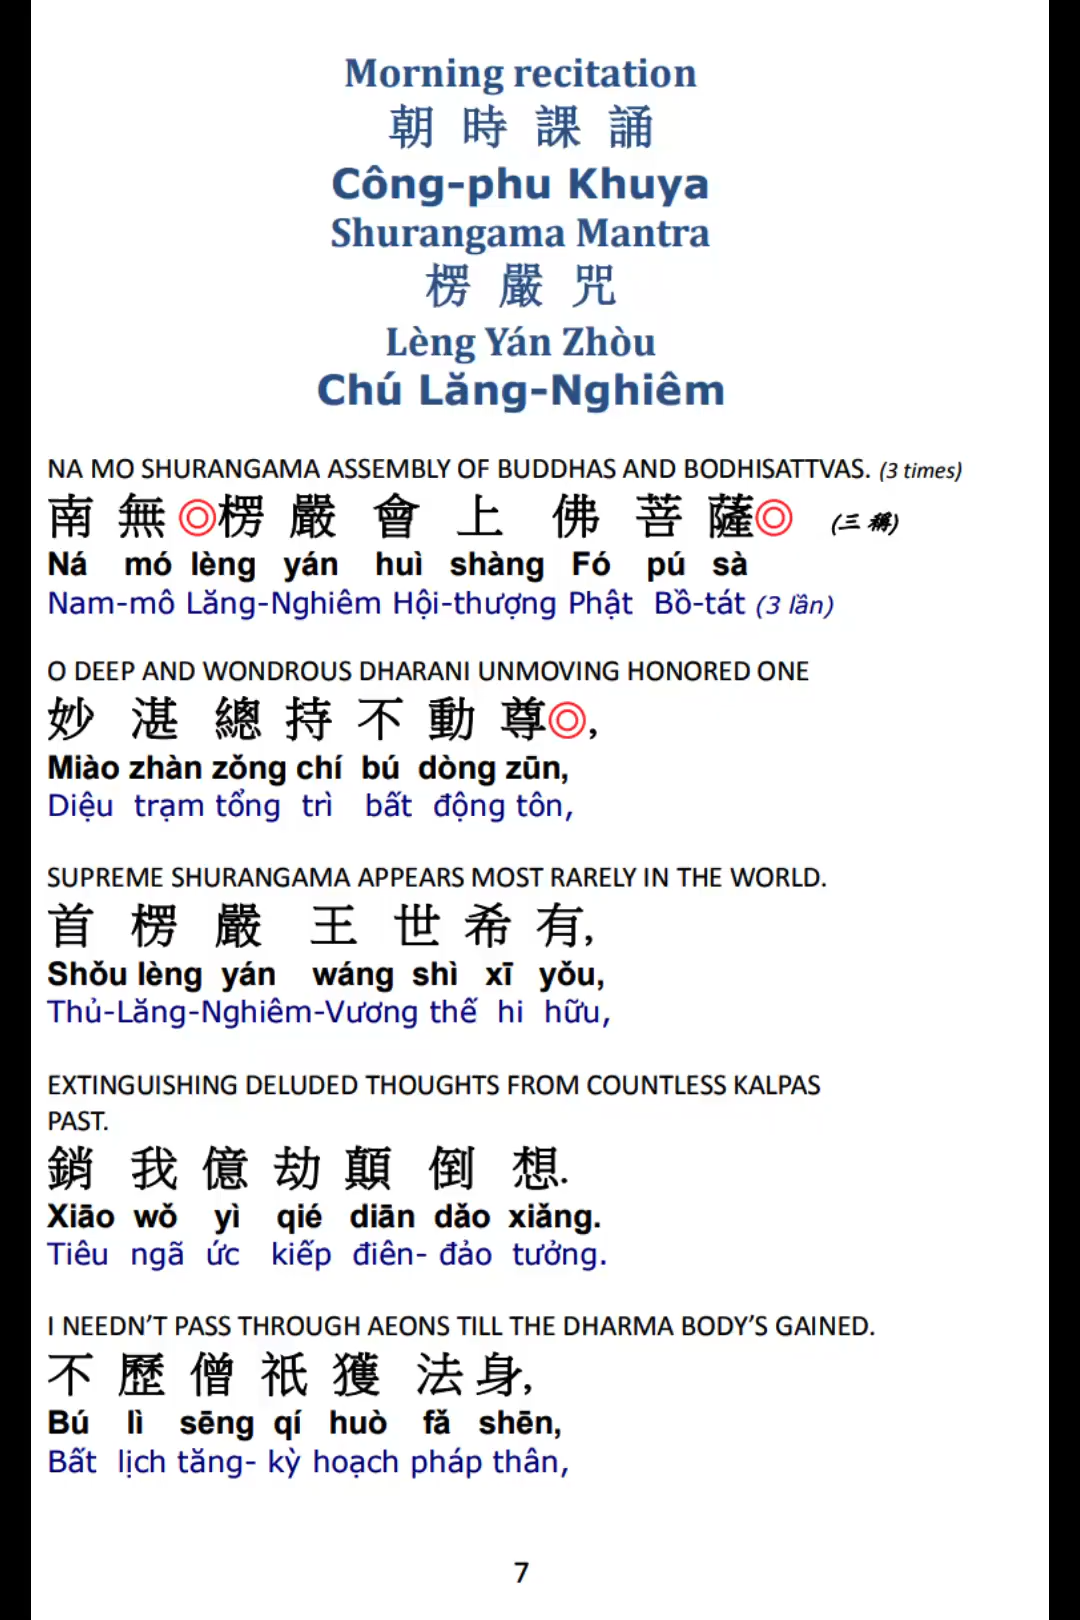 Morning recitation
朝 時 課 誦
Công-phu Khuya
Shurangama Mantra
楞 嚴 咒
Lèng Yán Zhòu
Chú Lăng-Nghiêm
NA MO SHURANGAMA ASSEMBLY OF BUDDHAS AND BODHISATTVAS. (3 times)
南 無 ◎楞 嚴 會 上 佛 菩 薩◎ (三 稱)
Ná mó lèng yán huì shàng Fó pú sà
Nam-mô Lăng-Nghiêm Hội-thượng Phật Bồ-tát (3 lần)
O DEEP AND WONDROUS DHARANI UNMOVING HONORED ONE
妙 湛 總 持 不 動 尊◎,
Miào zhàn zǒng chí bú dòng zūn,
Diệu trạm tổng trì bất động tôn,
SUPREME SHURANGAMA APPEARS MOST RARELY IN THE WORLD.
首 楞 嚴 王 世 希 有,
Shǒu lèng yán wáng shì xī yǒu,
Thủ-Lăng-Nghiêm-Vương thế hi hữu,
EXTINGUISHING DELUDED THOUGHTS FROM COUNTLESS KALPAS
PAST.
銷 我 億 劫 顛 倒 想.
Xiāo wǒ yì qié diān dǎo xiǎng.
Tiêu ngã ức kiếp điên- đảo tưởng.
I NEEDN'T PASS THROUGH AEONS TILL THE DHARMA BODY'S GAINED.
不 歷 僧 祇 獲 法 身,
Bú lì sēng qí huò fǎ shēn,
Bất lịch tăng- kỳ hoạch pháp thân,
7